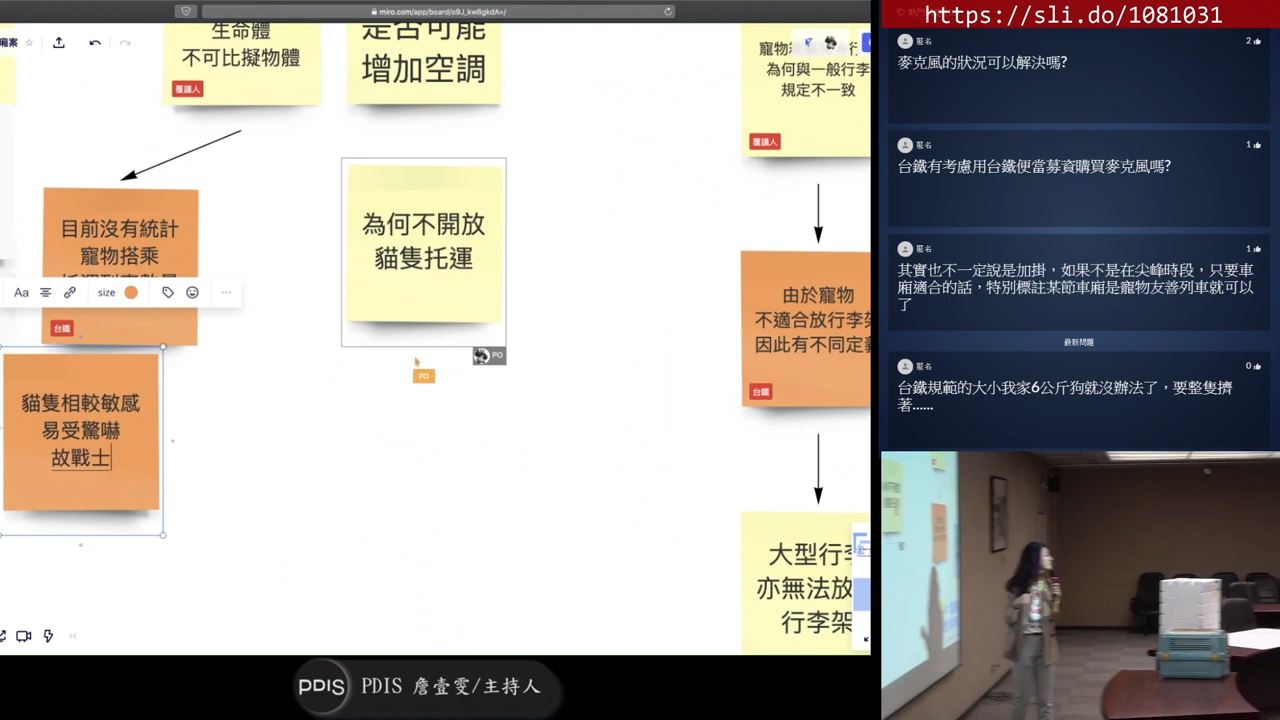 miro.com/app/board/o9J_kw8gkdA=/
生命體
不可比擬物體
覆議人
是否可能
增加空調
為何與一般行李
規定不一致
覆議人
目前沒有統計
寵物搭乘
Aa
size
台鐵
為何不開放
貓隻托運
PO
PO
由於寵物
不適合放行李架
因此有不同定義
台鐵
貓隻相較敏感
易受驚嚇
故戰士
大型行李
亦無法放
行李架
https://sli.do/1081031
匿名
2
麥克風的狀況可以解決嗎?
匿名
1
台鐵有考慮用台鐵便當募資購買麥克風嗎?
匿名
1
其實也不一定說是加掛，如果不是在尖峰時段，只要車
廂適合的話，特別標註某節車廂是寵物友善列車就可以
了
最新問題
匿名
0
台鐵規範的大小我家6公斤狗就沒辦法了，要整隻擠
著......
PDIS
PDIS 詹壹雯/主持人